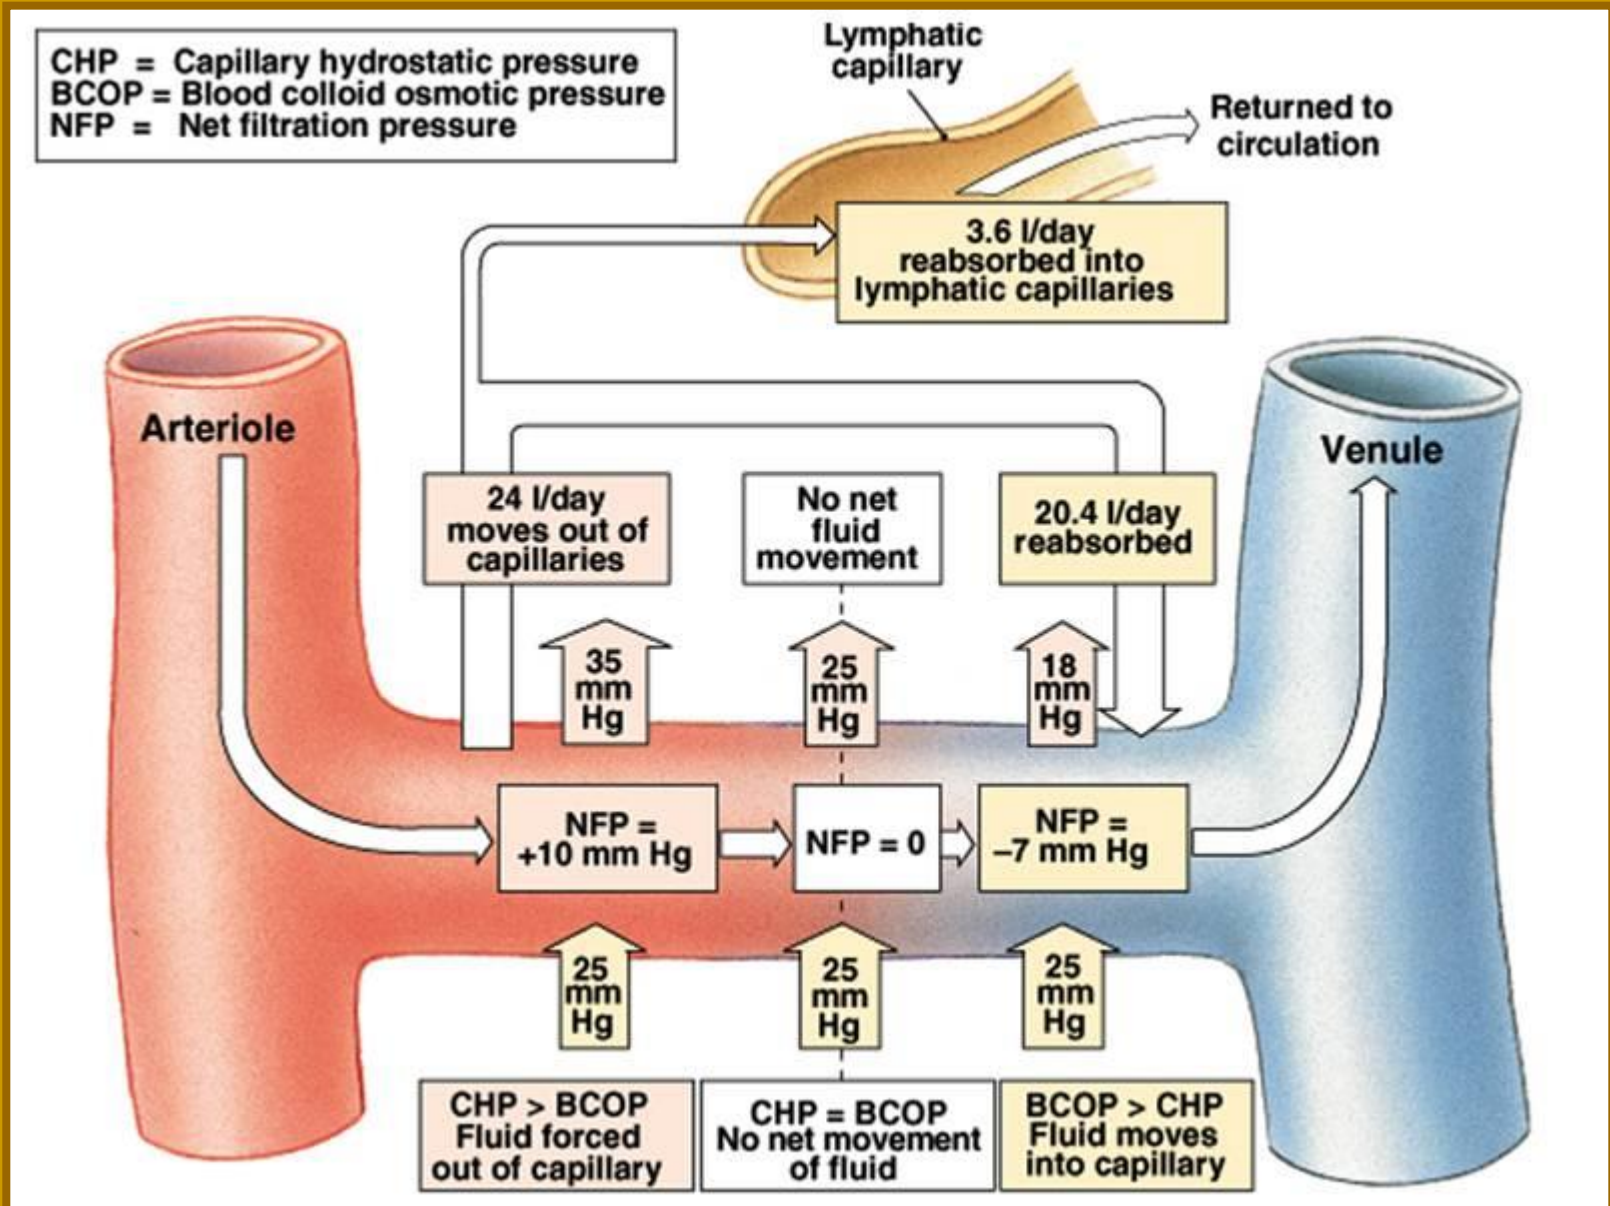 CHP = Capillary hydrostatic pressure
BCOP = Blood colloid osmotic pressure
NFP = Net filtration pressure
Lymphatic
capillary
Returned to
circulation
3.6 l/day
reabsorbed into
lymphatic capillaries
Arteriole
Venule
24 l/day
moves out of
capillaries
No net
fluid
movement
20.4 l/day
reabsorbed
35
mm
Hg
25
mm
Hg
18
mm
Hg
NFP =
+10 mm Hg
NFP = 0
NFP =
–7 mm Hg
25
mm
Hg
25
mm
Hg
25
mm
Hg
CHP > BCOP
Fluid forced
out of capillary
CHP = BCOP
No net movement
of fluid
BCOP > CHP
Fluid moves
into capillary